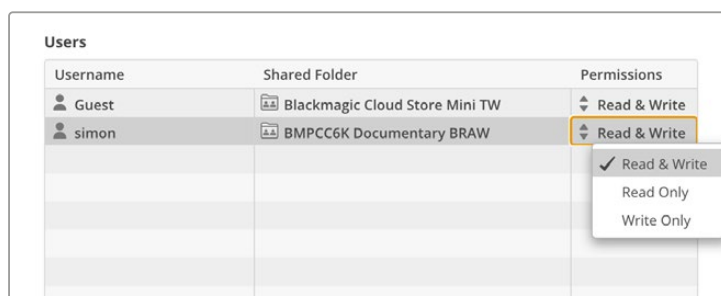 Users
Username Shared Folder Permissions
Guest Blackmagic Cloud Store Mini TW Read & Write
simon BMPCC6K Documentary BRAW Read & Write
Read & Write
Read Only
Write Only